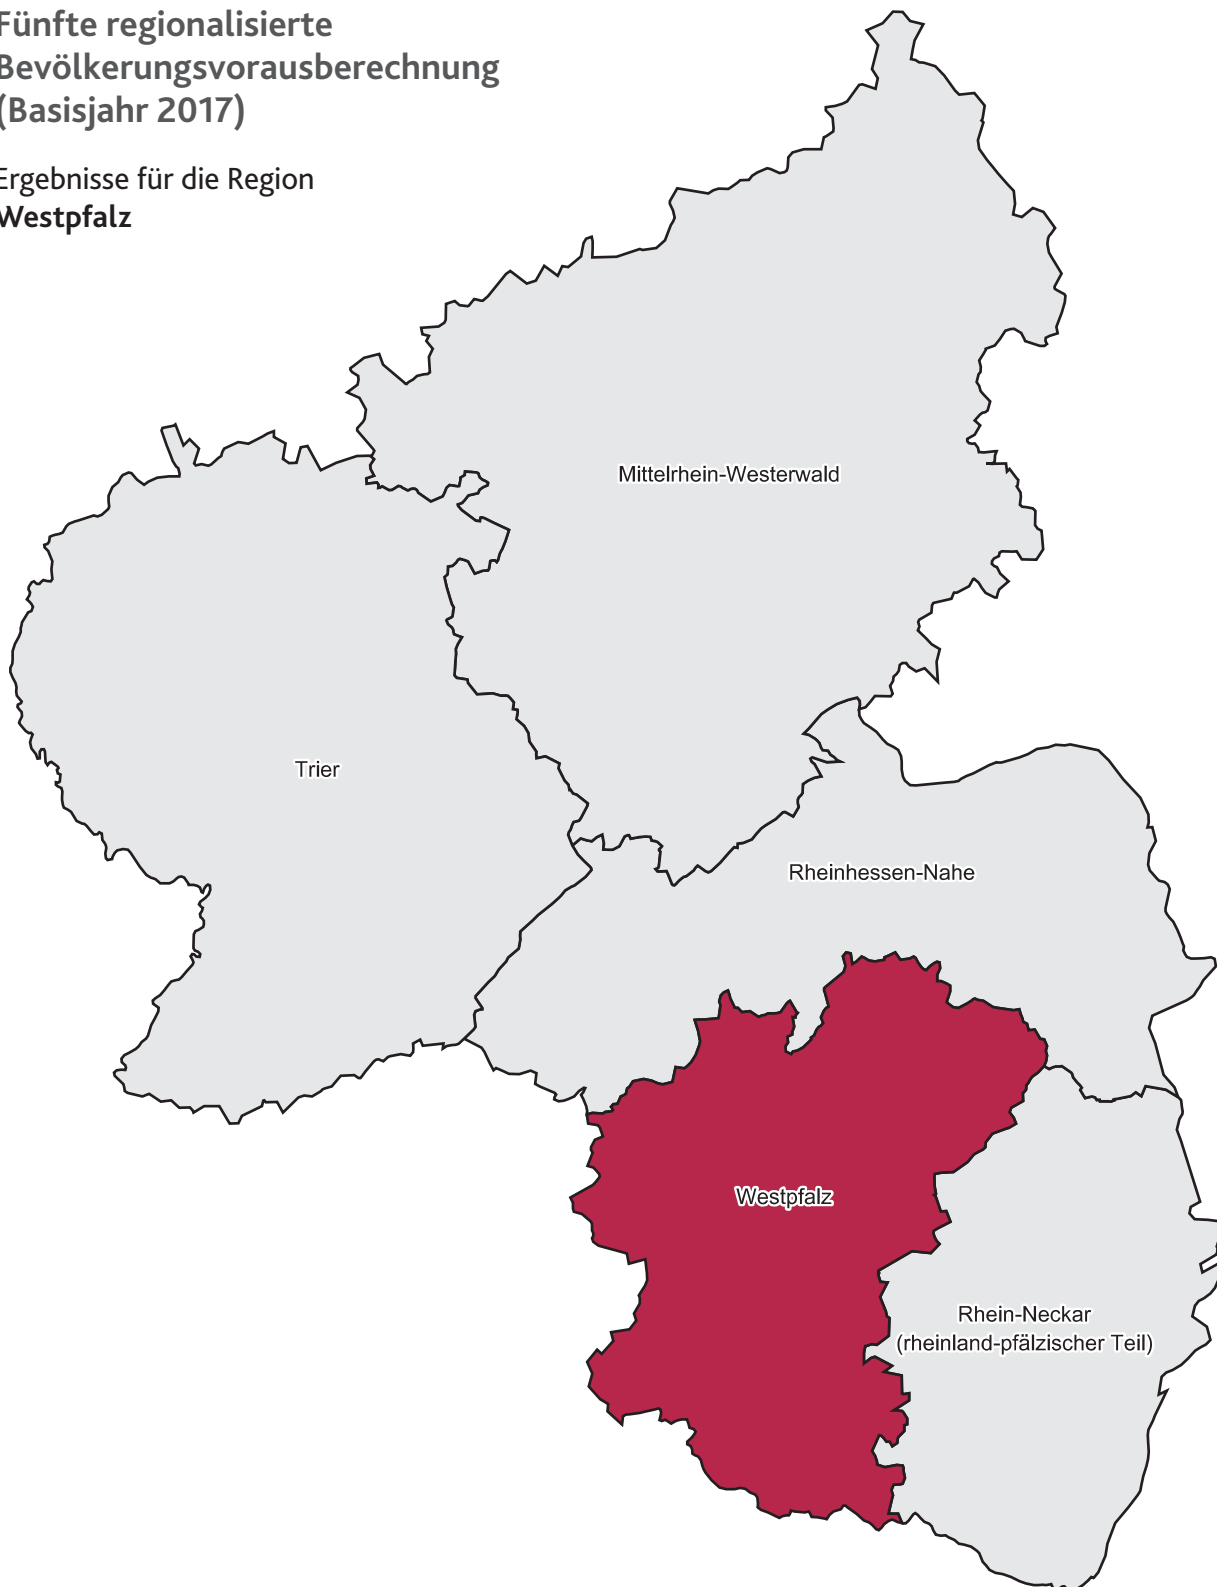 Fünfte regionalisierte
Bevölkerungsvorausberechnung
(Basisjahr 2017)
Ergebnisse für die Region
Westpfalz
Mittelrhein-Westerwald
Trier
Rheinhessen-Nahe
Westpfalz
Rhein-Neckar
(rheinland-pfälzischer Teil)